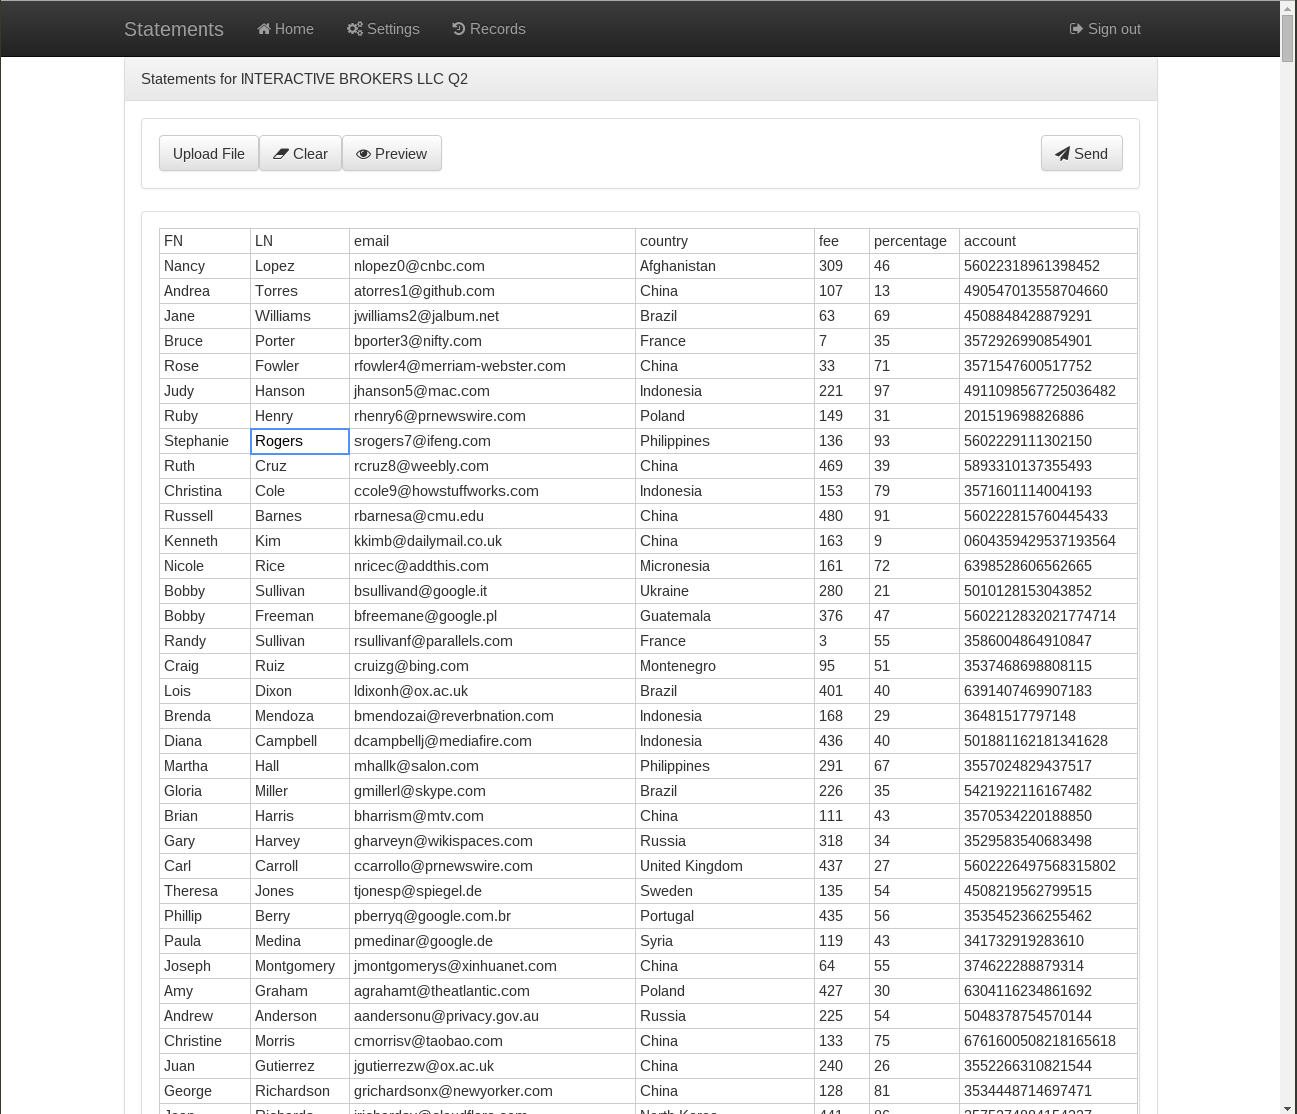 Statements Home Settings Records Sign out
Statements for INTERACTIVE BROKERS LLC Q2
Upload File Clear Preview Send
FN LN email country fee percentage account
Nancy Lopez nlopez0@cnbc.com Afghanistan 309 46 56022318961398452
Andrea Torres atorres1@github.com China 107 13 490547013558704660
Jane Williams jwilliams2@jalbum.net Brazil 63 69 4508848428879291
Bruce Porter bporter3@nifty.com France 7 35 3572926990854901
Rose Fowler rfowler4@merriam-webster.com China 33 71 3571547600517752
Judy Hanson jhanson5@mac.com Indonesia 221 97 4911098567725036482
Ruby Henry rhenry6@prnewswire.com Poland 149 31 201519698826886
Stephanie Rogers srogers7@ifeng.com Philippines 136 93 5602229111302150
Ruth Cruz rcruz8@weebly.com China 469 39 5893310137355493
Christina Cole ccole9@howstuffworks.com Indonesia 153 79 3571601114004193
Russell Barnes rbarnesa@cmu.edu China 480 91 560222815760445433
Kenneth Kim kkimb@dailymail.co.uk China 163 9 0604359429537193564
Nicole Rice nricec@addthis.com Micronesia 161 72 6398528606562665
Bobby Sullivan bsullivand@google.it Ukraine 280 21 5010128153043852
Bobby Freeman bfreemane@google.pl Guatemala 376 47 5602212832021774714
Randy Sullivan rsullivanf@parallels.com France 3 55 3586004864910847
Craig Ruiz cruizg@bing.com Montenegro 95 51 3537468698808115
Lois Dixon ldixonh@ox.ac.uk Brazil 401 40 6391407469907183
Brenda Mendoza bmendozai@reverbnation.com Indonesia 168 29 36481517797148
Diana Campbell dcampbellj@mediafire.com Indonesia 436 40 501881162181341628
Martha Hall mhallk@salon.com Philippines 291 67 3557024829437517
Gloria Miller gmillerl@skype.com Brazil 226 35 5421922116167482
Brian Harris bharrism@mtv.com China 111 43 3570534220188850
Gary Harvey gharveyn@wikispaces.com Russia 318 34 3529583540683498
Carl Carroll ccarrollo@prnewswire.com United Kingdom 437 27 5602226497568315802
Theresa Jones tjonesp@spiegel.de Sweden 135 54 4508219562799515
Phillip Berry pberryq@google.com.br Portugal 435 56 3535452366255462
Paula Medina pmedinar@google.de Syria 119 43 341732919283610
Joseph Montgomery jmontgomerys@xinhuanet.com China 64 55 374622288879314
Amy Graham agrahamt@theatlantic.com Poland 427 30 6304116234861692
Andrew Anderson aandersonu@privacy.gov.au Russia 225 54 5048378754570144
Christine Morris cmorrisv@taobao.com China 133 75 6761600508218165618
Juan Gutierrez jgutierrezw@ox.ac.uk China 240 26 3552266310821544
George Richardson grichardsonx@newyorker.com China 128 81 3534448714697471